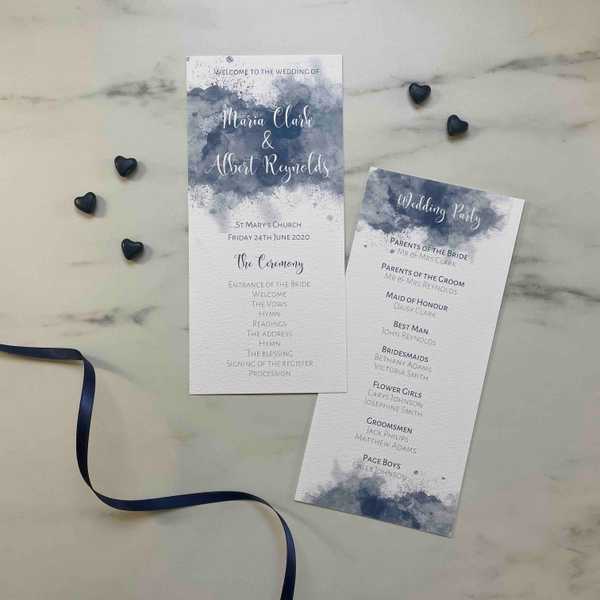 WELCOME TO THE WEDDING OF
Maria Clark
&
Albert Reynolds
ST MARY'S CHURCH
FRIDAY 24TH JUNE 2020
The Ceremony
ENTRANCE OF THE BRIDE
WELCOME
THE VOWS
HYMN
READINGS
THE ADDRESS
HYMN
THE BLESSING
SIGNING OF THE REGISTER
PROCESSION
Wedding Party
PARENTS OF THE BRIDE
MR & MRS CLARK
PARENTS OF THE GROOM
MR & MRS REYNOLDS
MAID OF HONOUR
DAISY CLARK
BEST MAN
JOHN REYNOLDS
BRIDESMAIDS
BETHANY ADAMS
VICTORIA SMITH
FLOWER GIRLS
CARYS JOHNSON
JOSEPHINE SMITH
GROOMSMEN
JACK PHILIPS
MATTHEW ADAMS
PAGE BOYS
ALEX JOHNSON